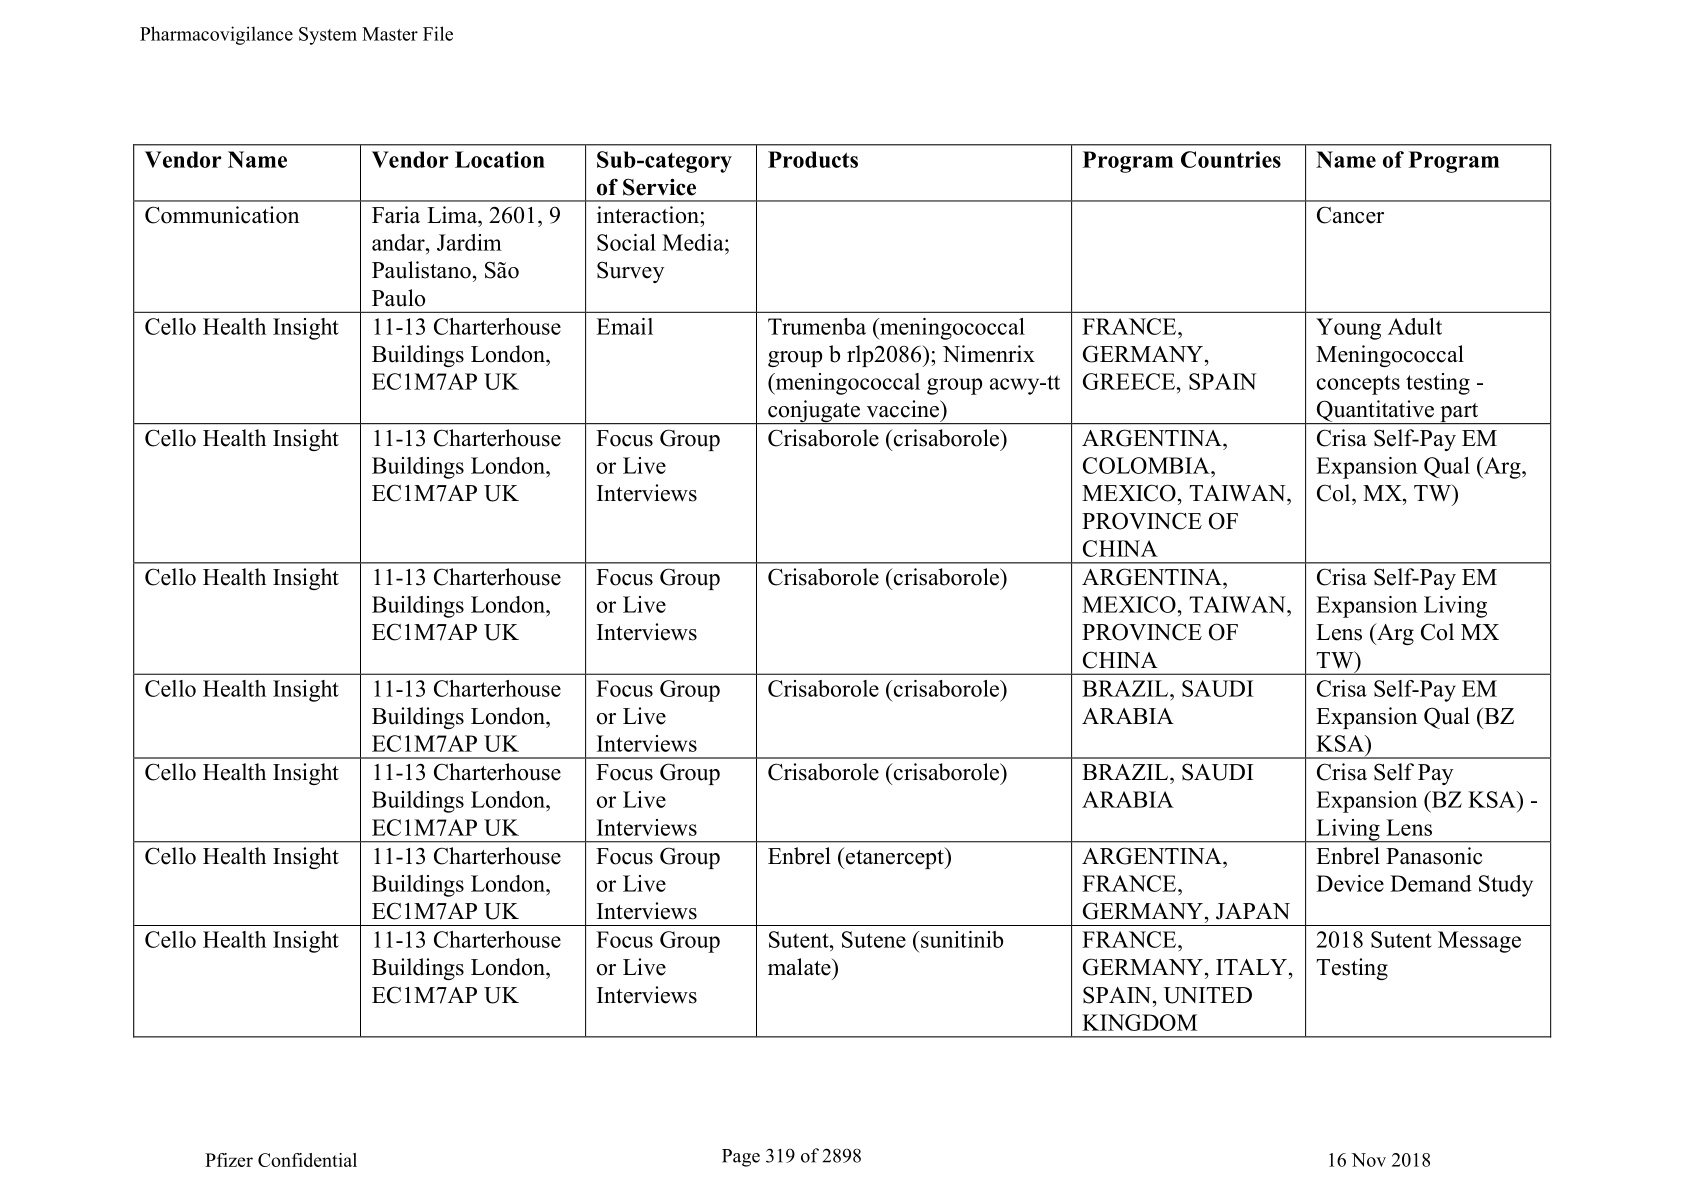 Pharmacovigilance System Master File
Vendor Name
Vendor Location
Sub-category
of Service
Products
Program Countries
Name of Program
Communication
Faria Lima, 2601, 9
andar, Jardim
Paulistano, São
Paulo
interaction;
Social Media;
Survey
Cancer
Cello Health Insight
11-13 Charterhouse
Buildings London,
EC1M7AP UK
Email
Trumenba (meningococcal
group b rlp2086); Nimenrix
(meningococcal group acwy-tt
conjugate vaccine)
FRANCE,
GERMANY,
GREECE, SPAIN
Young Adult
Meningococcal
concepts testing -
Quantitative part
Cello Health Insight
11-13 Charterhouse
Buildings London,
EC1M7AP UK
Focus Group
or Live
Interviews
Crisaborole (crisaborole)
ARGENTINA,
COLOMBIA,
MEXICO, TAIWAN,
PROVINCE OF
CHINA
Crisa Self-Pay EM
Expansion Qual (Arg,
Col, MX, TW)
Cello Health Insight
11-13 Charterhouse
Buildings London,
EC1M7AP UK
Focus Group
or Live
Interviews
Crisaborole (crisaborole)
ARGENTINA,
MEXICO, TAIWAN,
PROVINCE OF
CHINA
Crisa Self-Pay EM
Expansion Living
Lens (Arg Col MX
TW)
Cello Health Insight
11-13 Charterhouse
Buildings London,
EC1M7AP UK
Focus Group
or Live
Interviews
Crisaborole (crisaborole)
BRAZIL, SAUDI
ARABIA
Crisa Self-Pay EM
Expansion Qual (BZ
KSA)
Cello Health Insight
11-13 Charterhouse
Buildings London,
EC1M7AP UK
Focus Group
or Live
Interviews
Crisaborole (crisaborole)
BRAZIL, SAUDI
ARABIA
Crisa Self Pay
Expansion (BZ KSA) -
Living Lens
Cello Health Insight
11-13 Charterhouse
Buildings London,
EC1M7AP UK
Focus Group
or Live
Interviews
Enbrel (etanercept)
ARGENTINA,
FRANCE,
GERMANY, JAPAN
Enbrel Panasonic
Device Demand Study
Cello Health Insight
11-13 Charterhouse
Buildings London,
EC1M7AP UK
Focus Group
or Live
Interviews
Sutent, Sutene (sunitinib
malate)
FRANCE,
GERMANY, ITALY,
SPAIN, UNITED
KINGDOM
2018 Sutent Message
Testing
Pfizer Confidential
Page 319 of 2898
16 Nov 2018